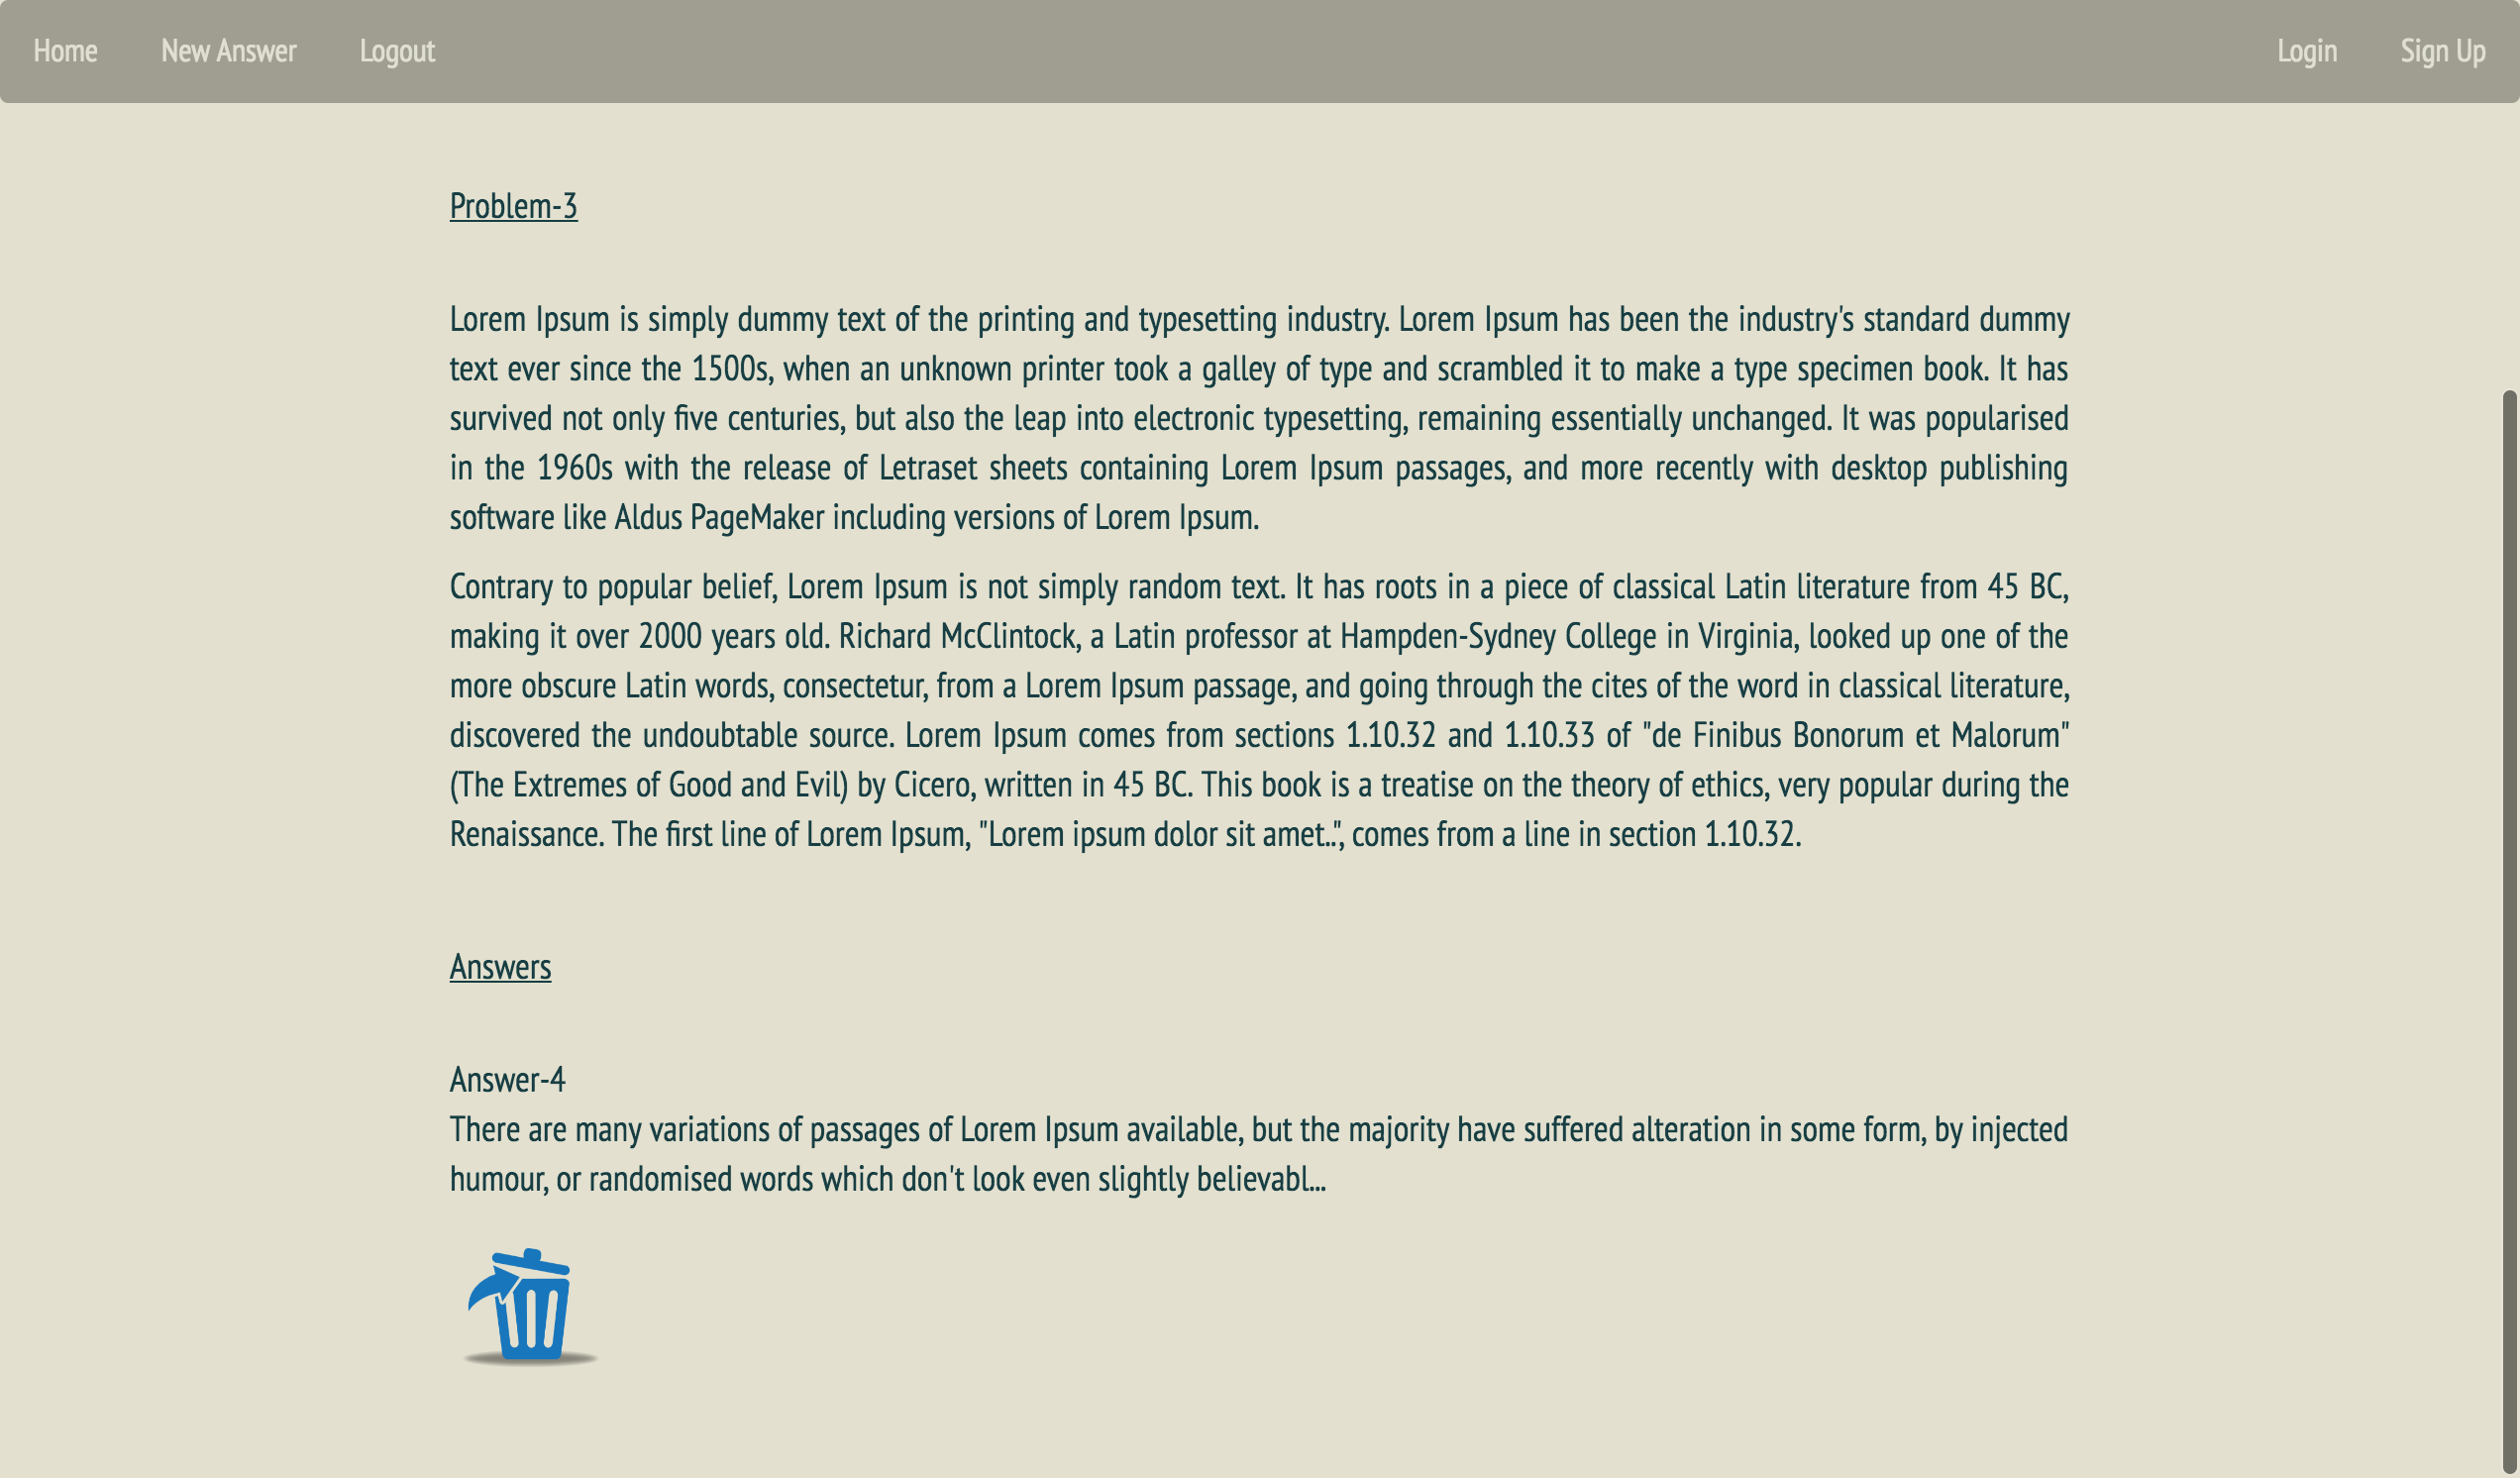 Home New Answer Logout Login Sign Up
Problem-3
Lorem Ipsum is simply dummy text of the printing and typesetting industry. Lorem Ipsum has been the industry's standard dummy
text ever since the 1500s, when an unknown printer took a galley of type and scrambled it to make a type specimen book. It has
survived not only five centuries, but also the leap into electronic typesetting, remaining essentially unchanged. It was popularised
in the 1960s with the release of Letraset sheets containing Lorem Ipsum passages, and more recently with desktop publishing
software like Aldus PageMaker including versions of Lorem Ipsum.
Contrary to popular belief, Lorem Ipsum is not simply random text. It has roots in a piece of classical Latin literature from 45 BC,
making it over 2000 years old. Richard McClintock, a Latin professor at Hampden-Sydney College in Virginia, looked up one of the
more obscure Latin words, consectetur, from a Lorem Ipsum passage, and going through the cites of the word in classical literature,
discovered the undoubtable source. Lorem Ipsum comes from sections 1.10.32 and 1.10.33 of "de Finibus Bonorum et Malorum"
(The Extremes of Good and Evil) by Cicero, written in 45 BC. This book is a treatise on the theory of ethics, very popular during the
Renaissance. The first line of Lorem Ipsum, "Lorem ipsum dolor sit amet..", comes from a line in section 1.10.32.
Answers
Answer-4
There are many variations of passages of Lorem Ipsum available, but the majority have suffered alteration in some form, by injected
humour, or randomised words which don't look even slightly believabl...